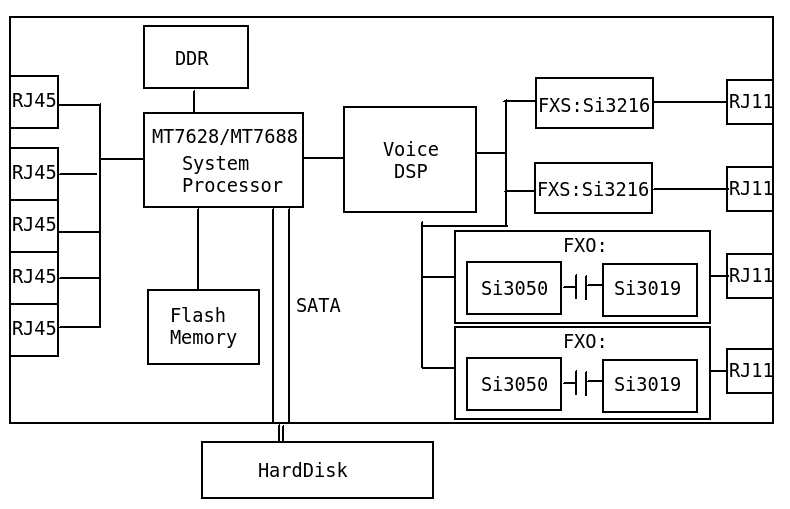 DDR
RJ45
RJ45
RJ45
RJ45
RJ45
MT7628/MT7688
System
Processor
Flash
Memory
SATA
HardDisk
Voice
DSP
FXS:Si3216
RJ11
FXS:Si3216
RJ11
FXO:
Si3050
Si3019
RJ11
FXO:
Si3050
Si3019
RJ11